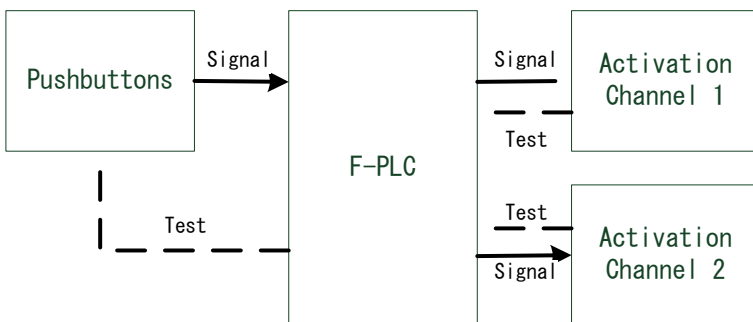 Pushbuttons
Signal
Test
F-PLC
Signal
Test
Activation
Channel 1
Test
Signal
Activation
Channel 2